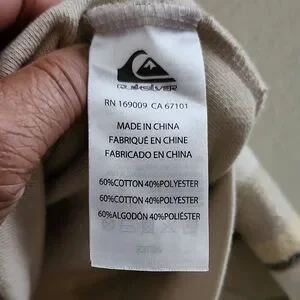 QUIKSILVER
RN 169009 CA 67101
MADE IN CHINA
FABRIQUÉ EN CHINE
FABRICADO EN CHINA
60%COTTON 40%POLYESTER
60%COTTON 40%POLYESTER
60%ALGODÓN 40%POLIÉSTER